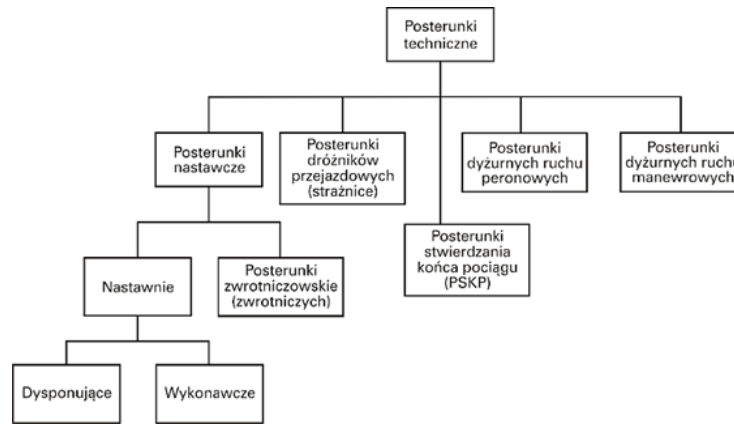 Posterunki
techniczne
Posterunki
nastawcze
Posterunki
dróżników
przejazdowych
(strażnice)
Posterunki
dyżurnych ruchu
peronowych
Posterunki
dyżurnych ruchu
manewrowych
Posterunki
stwierdzania
końca pociągu
(PSKP)
Nastawnie
Posterunki
zwrotniczowskie
(zwrotniczych)
Dysponujące
Wykonawcze